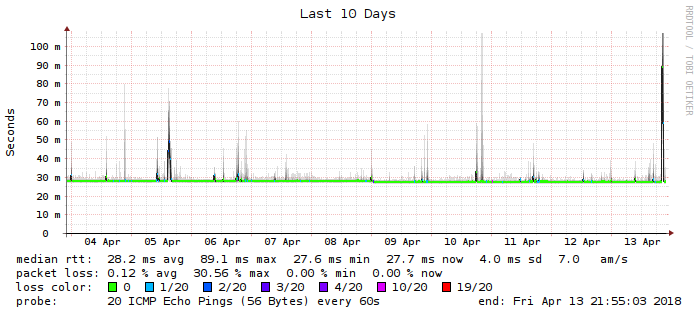 Last 10 Days
RRDTOOL / TOBI OETIKER
Seconds
100 m
90 m
80 m
70 m
60 m
50 m
40 m
30 m
20 m
10 m
0
04 Apr 05 Apr 06 Apr 07 Apr 08 Apr 09 Apr 10 Apr 11 Apr 12 Apr 13 Apr
median rtt: 28.2 ms avg 89.1 ms max 27.6 ms min 27.7 ms now 4.0 ms sd 7.0 am/s
packet loss: 0.12 % avg 30.56 % max 0.00 % min 0.00 % now
loss color: 0 1/20 2/20 3/20 4/20 10/20 19/20
probe: 20 ICMP Echo Pings (56 Bytes) every 60s end: Fri Apr 13 21:55:03 2018